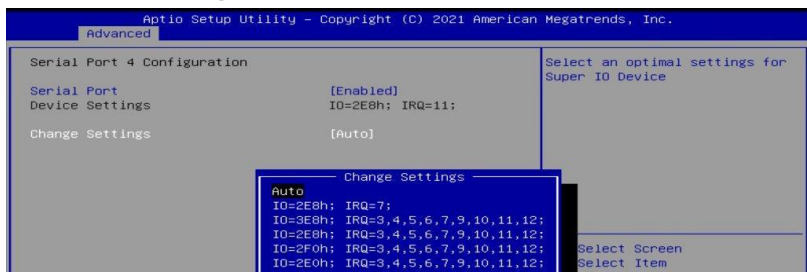 Aptio Setup Utility – Copyright (C) 2021 American Megatrends, Inc.
Advanced
Serial Port 4 Configuration
Serial Port [Enabled]
Device Settings IO=2E8h; IRQ=11;
Change Settings [Auto]
Select an optimal settings for
Super IO Device
Change Settings
Auto
IO=2E8h; IRQ=7;
IO=3E8h; IRQ=3,4,5,6,7,9,10,11,12;
IO=2E8h; IRQ=3,4,5,6,7,9,10,11,12;
IO=2F0h; IRQ=3,4,5,6,7,9,10,11,12;
IO=2E0h; IRQ=3,4,5,6,7,9,10,11,12;
Select Screen
Select Item